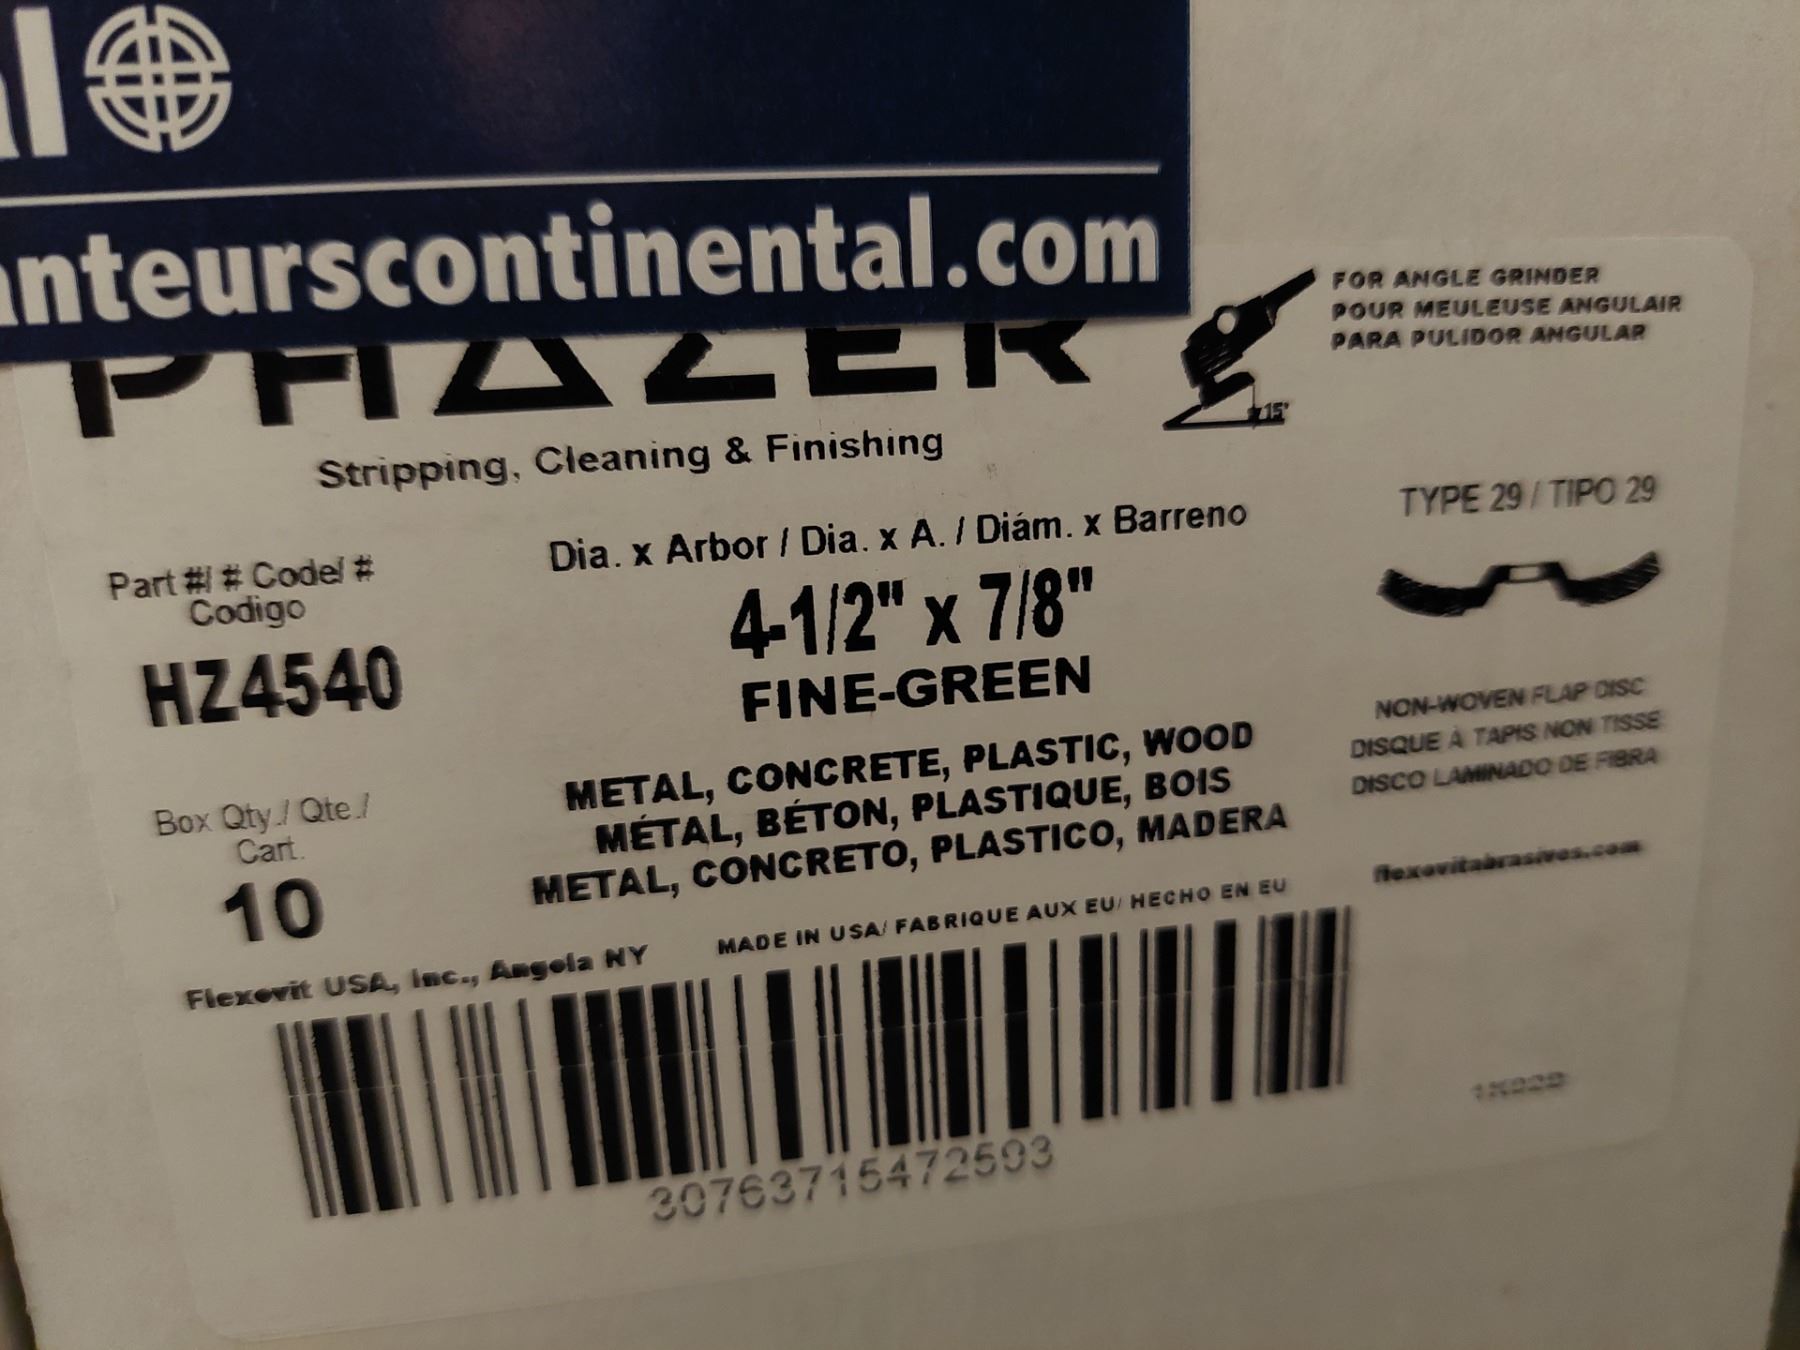 al
anteurscontinental.com
PHAZER
FOR ANGLE GRINDER
POUR MEULEUSE ANGULAIR
PARA PULIDOR ANGULAR
15°
Stripping, Cleaning & Finishing
TYPE 29 / TIPO 29
Dia. x Arbor / Dia. x A. / Diám. x Barreno
Part #/ # Code/ #
Codigo
4-1/2" x 7/8"
HZ4540
FINE-GREEN
NON-WOVEN FLAP DISC
DISQUE À TAPIS NON TISSE
DISCO LAMINADO DE FIBRA
METAL, CONCRETE, PLASTIC, WOOD
MÉTAL, BÉTON, PLASTIQUE, BOIS
METAL, CONCRETO, PLASTICO, MADERA
Box Qty./ Qte./
Cart.
10
flexovitabrasives.com
Flexovit USA, Inc., Angola NY
MADE IN USA/ FABRIQUE AUX EU/ HECHO EN EU
30763715472593